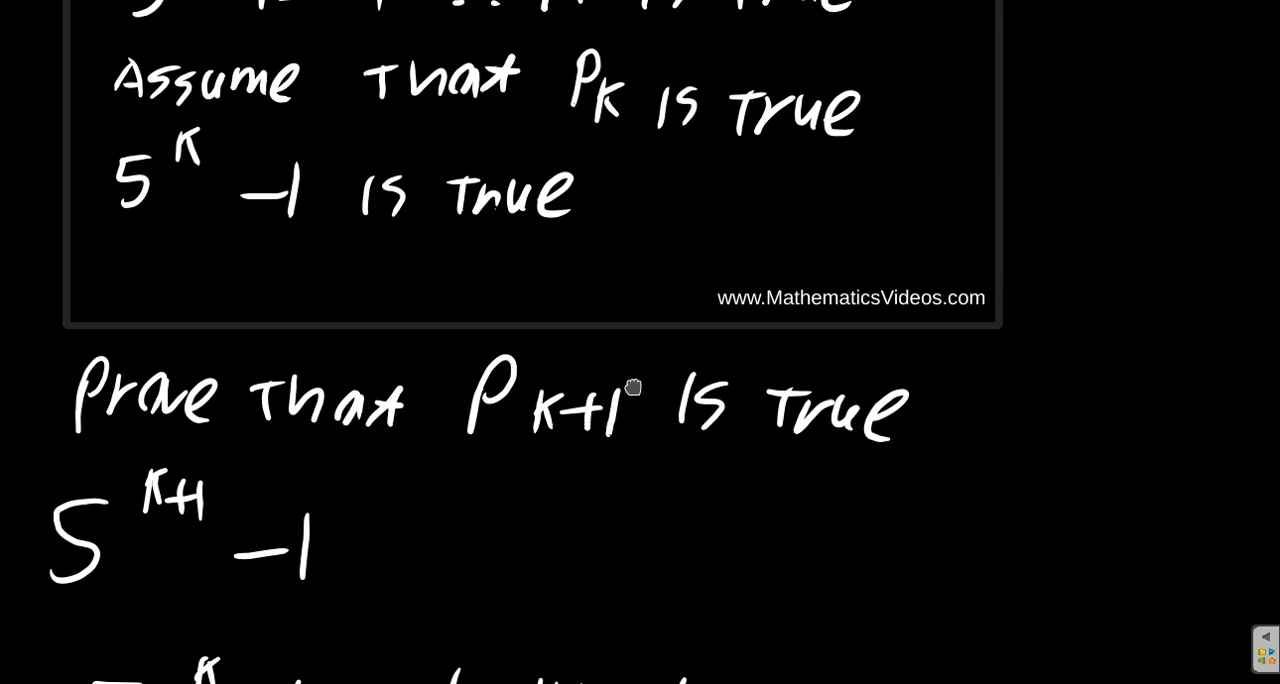 Assume that PK is true
5^K -1 is true
www.MathematicsVideos.com
Prove that PK+1 is true
5^K+1 -1